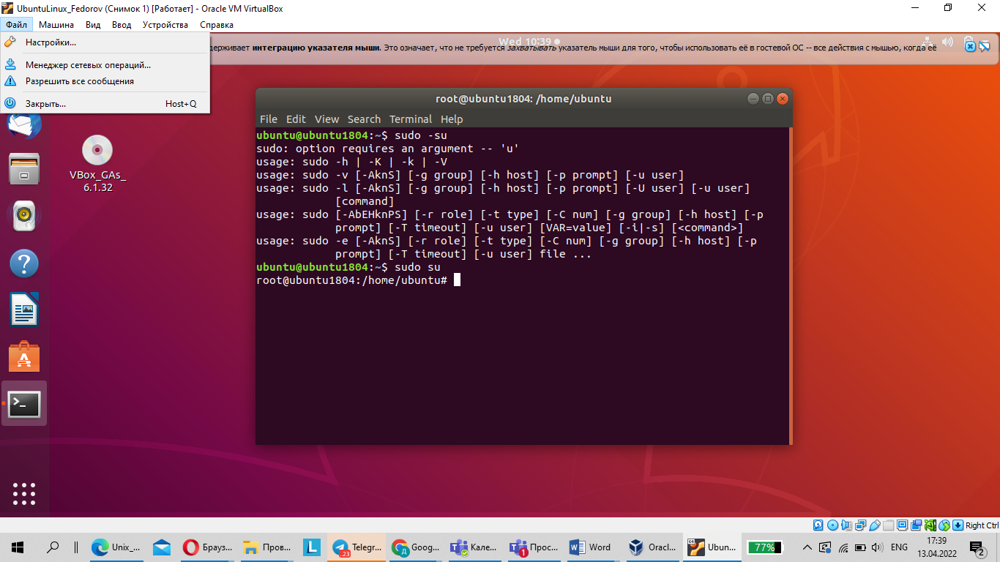 UbuntuLinux_Fedorov (Снимок 1) [Работает] - Oracle VM VirtualBox
Файл Машина Вид Ввод Устройства Справка
Настройки...
Менеджер сетевых операций...
Разрешить все сообщения
Закрыть... Host+Q
Wed 10:39
держивает интеграцию указателя мыши. Это означает, что не требуется захватывать указатель мыши для того, чтобы использовать её в гостевой ОС -- все действия с мышью, когда её
VBox_GAs_
6.1.32
root@ubuntu1804: /home/ubuntu
File Edit View Search Terminal Help
ubuntu@ubuntu1804:~$ sudo -su
sudo: option requires an argument -- 'u'
usage: sudo -h | -K | -k | -V
usage: sudo -v [-AknS] [-g group] [-h host] [-p prompt] [-u user]
usage: sudo -l [-AknS] [-g group] [-h host] [-p prompt] [-U user] [-u user]
[command]
usage: sudo [-AbEHknPS] [-r role] [-t type] [-C num] [-g group] [-h host] [-p
prompt] [-T timeout] [-u user] [VAR=value] [-i|-s] [<command>]
usage: sudo -e [-AknS] [-r role] [-t type] [-C num] [-g group] [-h host] [-p
prompt] [-T timeout] [-u user] file ...
ubuntu@ubuntu1804:~$ sudo su
root@ubuntu1804:/home/ubuntu#
Right Ctrl
Unix_... Брауз... Пров... L Telegr... 23 Goog... Кале... Прос... 1 Word Oracl... Ubun... 77% ENG
17:39
13.04.2022
2